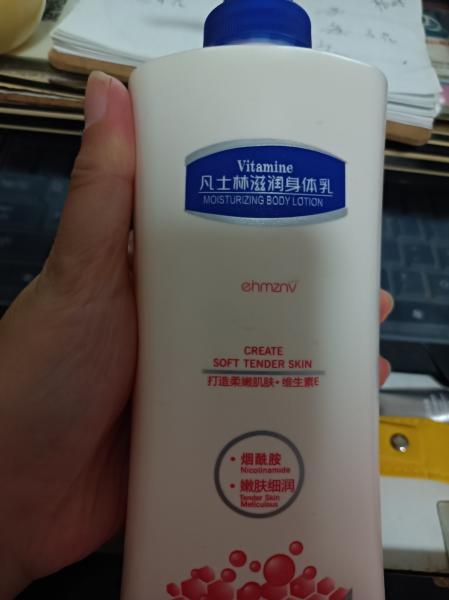 Vitamine
凡士林滋润身体乳
MOISTURIZING BODY LOTION
ehmznv
CREATE
SOFT TENDER SKIN
打造柔嫩肌肤+维生素E
• 烟酰胺
Nicolinamide
• 嫩肤细润
Tender Skin
Meticulous